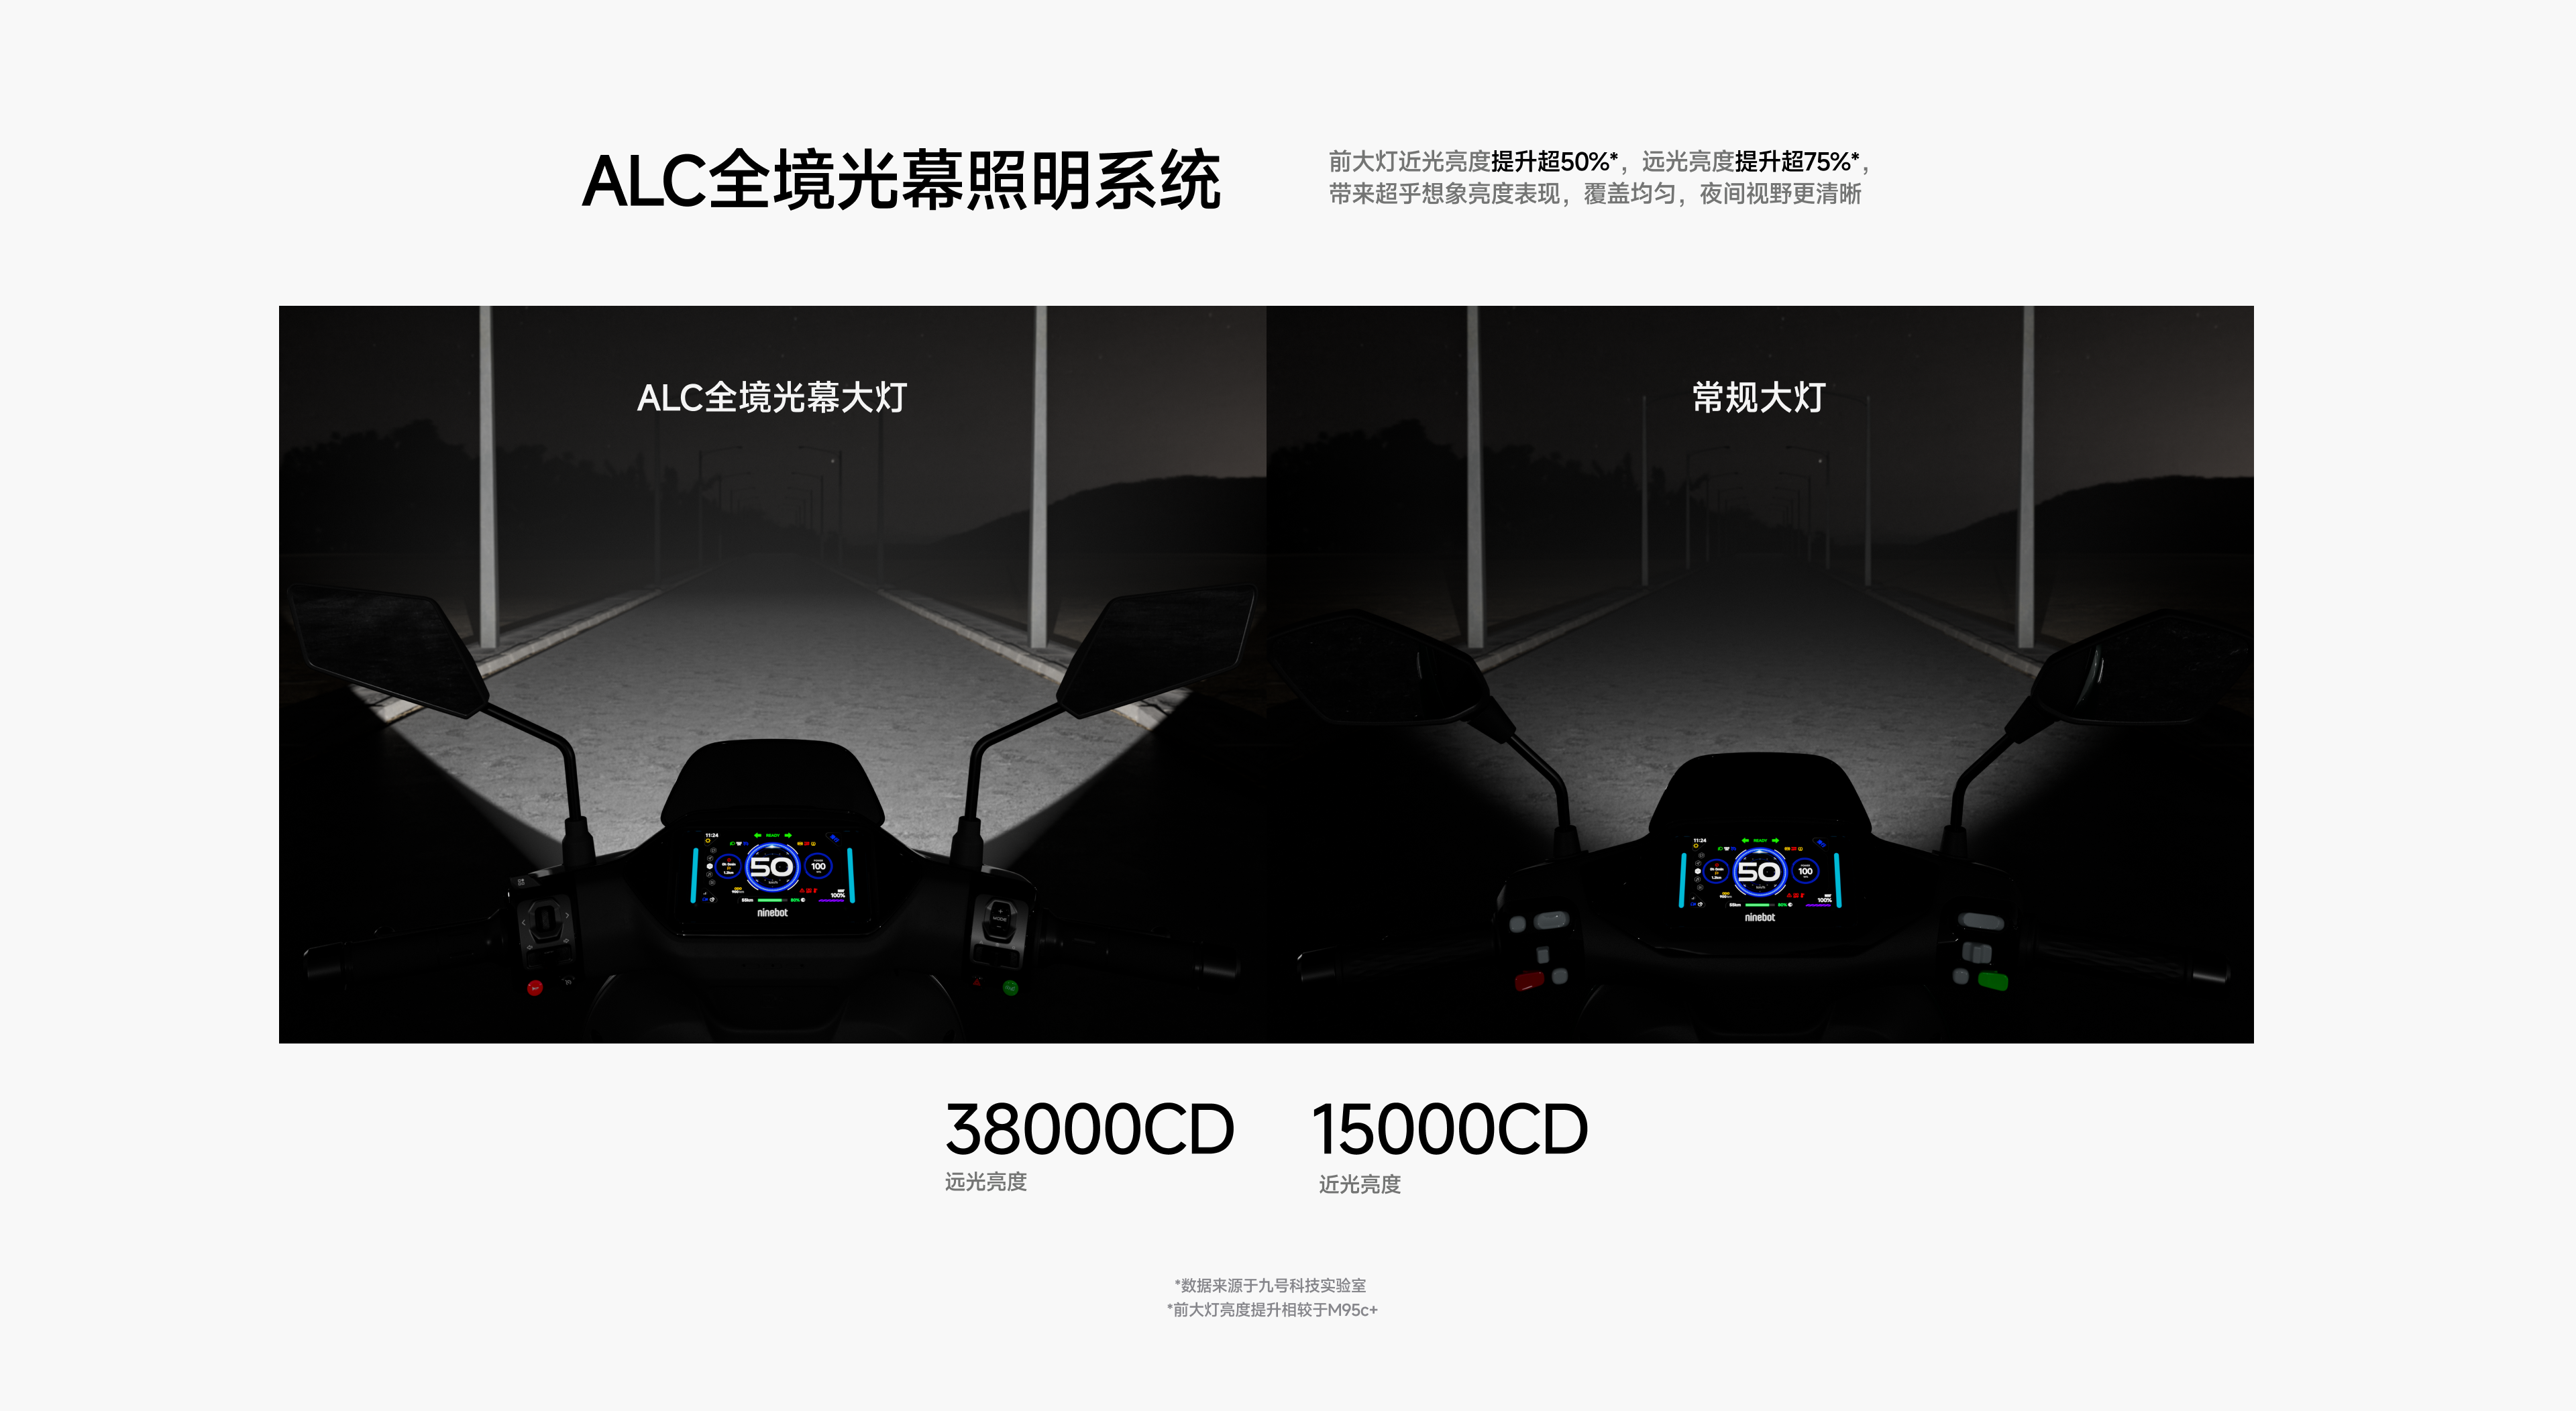 ALC全境光幕照明系统
前大灯近光亮度提升超50%*，远光亮度提升超75%*，
带来超乎想象亮度表现，覆盖均匀，夜间视野更清晰
ALC全境光幕大灯
常规大灯
11:24
READY
50
100
100%
ninebot
MODE
11:24
READY
50
100
100%
ninebot
38000CD
远光亮度
15000CD
近光亮度
*数据来源于九号科技实验室
*前大灯亮度提升相较于M95c+